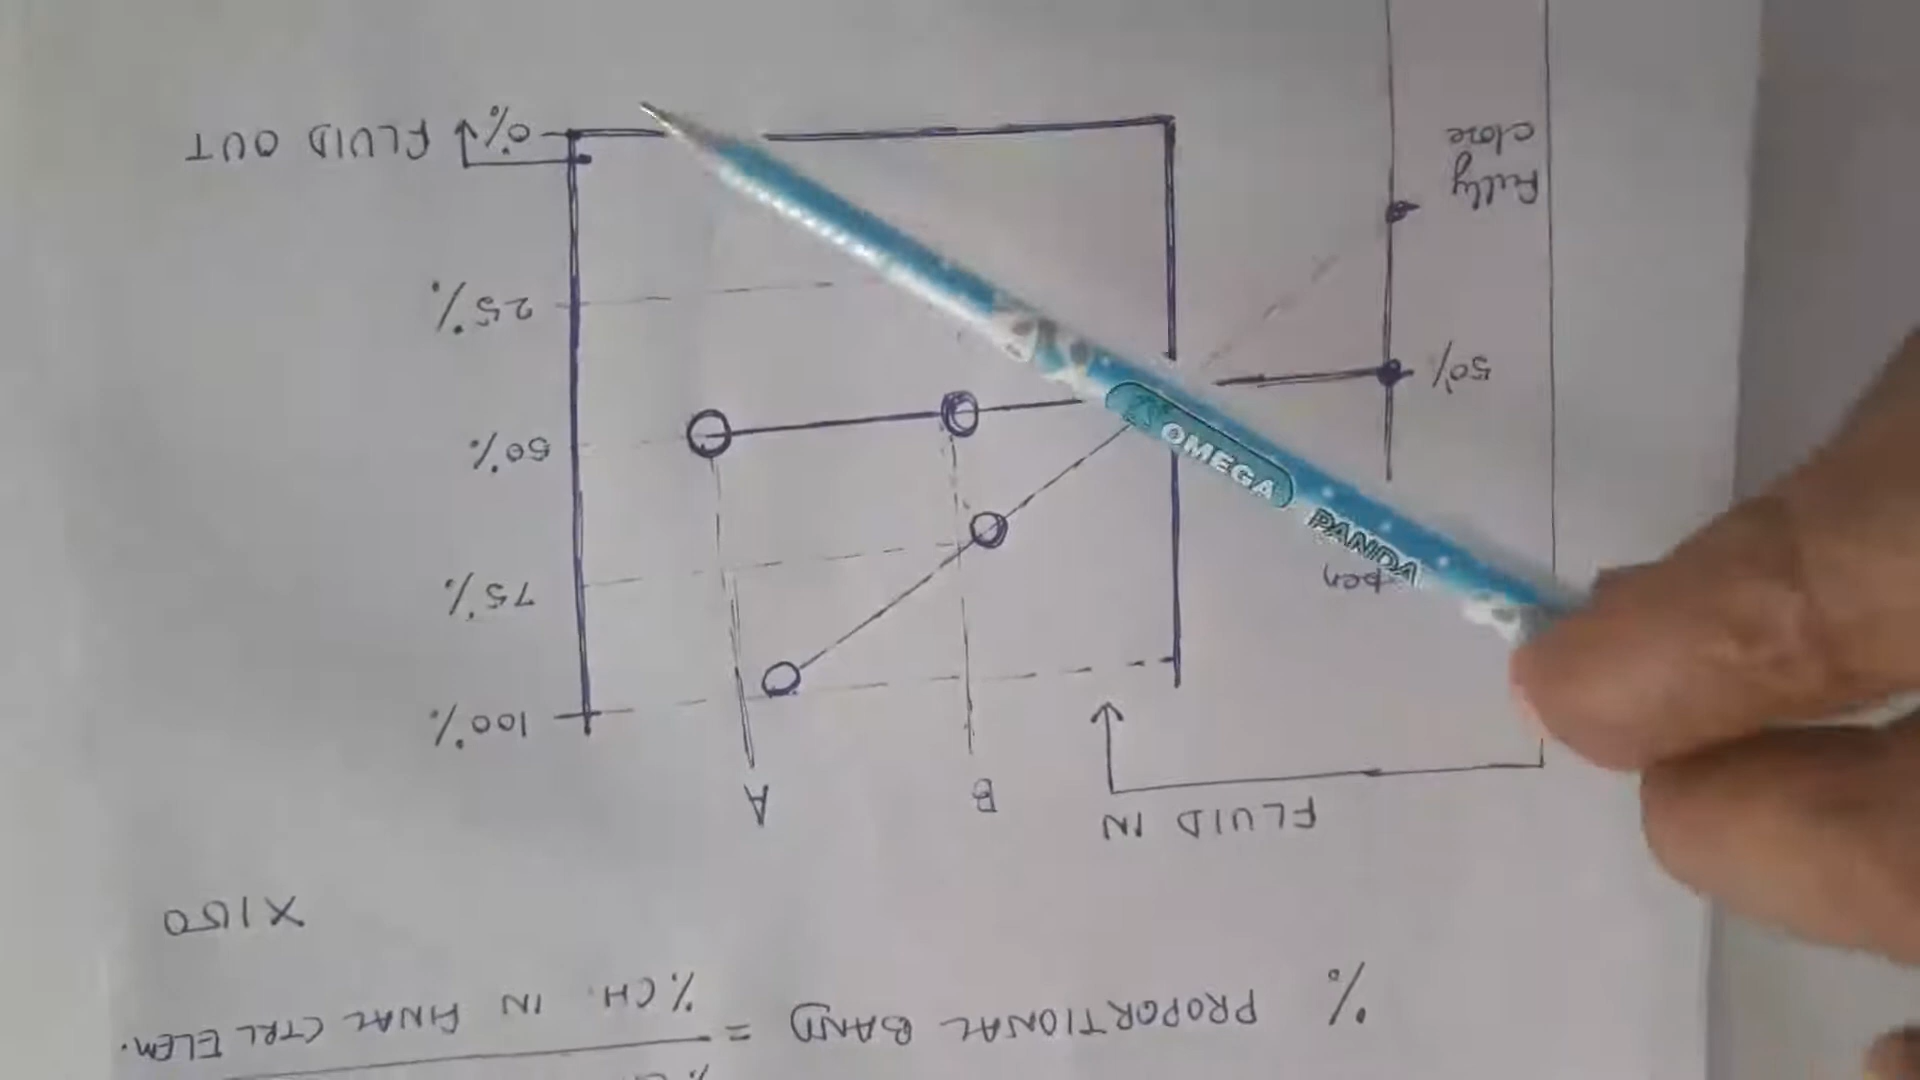 % PROPORTIONAL BAND =
% CH. IN FINAL CTRL ELEM.
X100
FLUID IN
B
A
100%
75%
50%
50%
25%
Fully
close
0%
FLUID OUT
OMEGA
PANDA